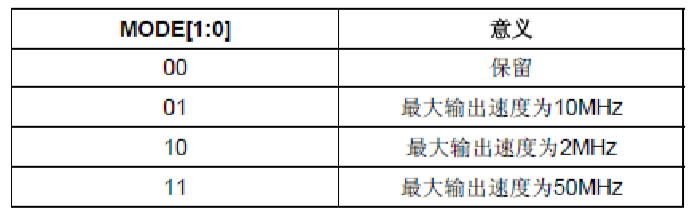 MODE[1:0] 意义
00 保留
01 最大输出速度为10MHz
10 最大输出速度为2MHz
11 最大输出速度为50MHz